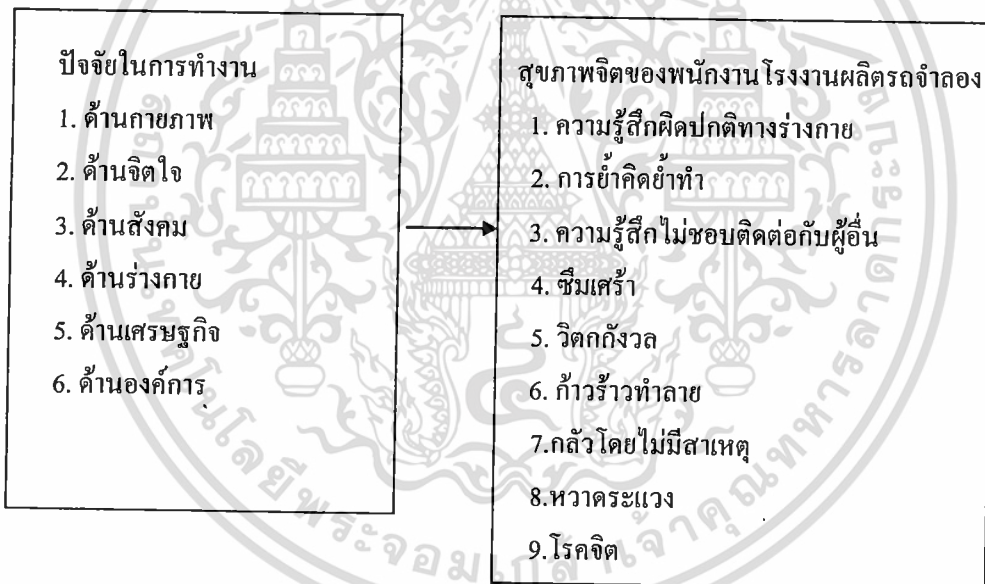 ปัจจัยในการทำงาน
1. ด้านกายภาพ
2. ด้านจิตใจ
3. ด้านสังคม
4. ด้านร่างกาย
5. ด้านเศรษฐกิจ
6. ด้านองค์การ
สุขภาพจิตของพนักงานโรงงานผลิตรถจำลอง
1. ความรู้สึกผิดปกติทางร่างกาย
2. การย้ำคิดย้ำทำ
3. ความรู้สึกไม่ชอบติดต่อกับผู้อื่น
4. ซึมเศร้า
5. วิตกกังวล
6. ก้าวร้าวทำลาย
7.กลัวโดยไม่มีสาเหตุ
8.หวาดระแวง
9.โรคจิต